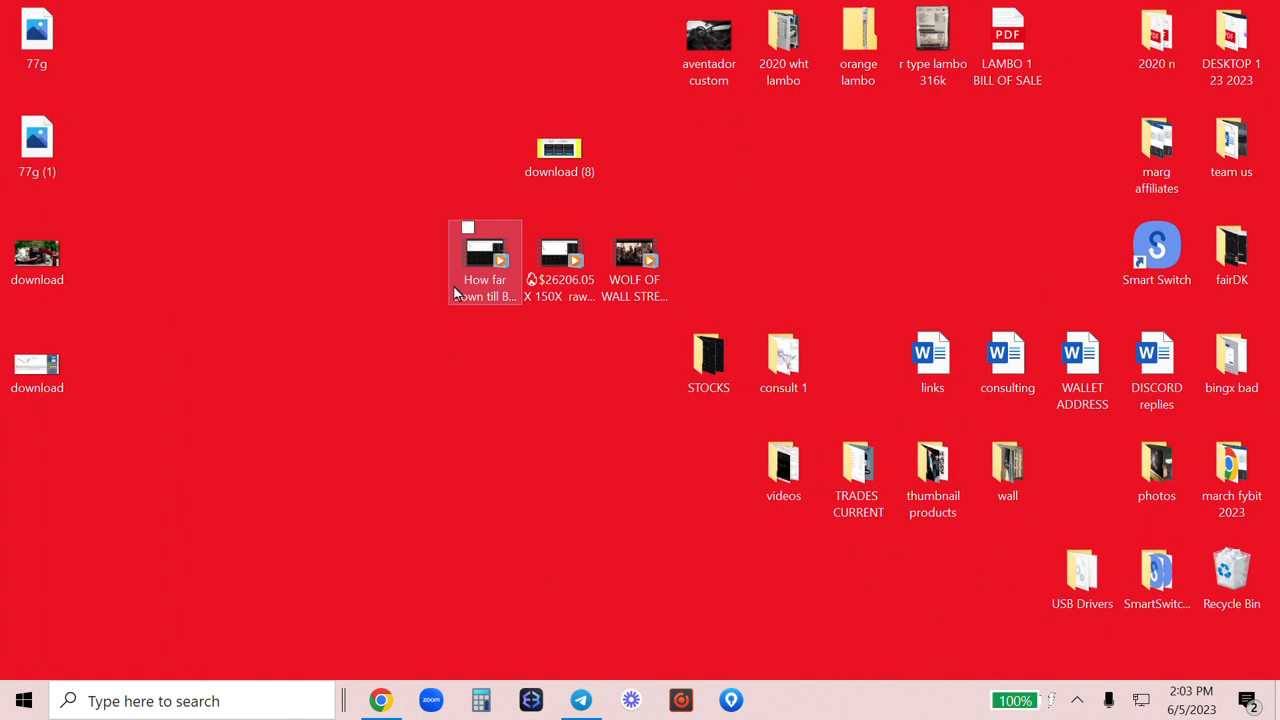 77g
aventador
custom
2020 wht
lambo
orange
lambo
r type lambo
316k
PDF
LAMBO 1
BILL OF SALE
2020 n
DESKTOP 1
23 2023
77g (1)
download (8)
marg
affiliates
team us
download
How far
down till B...
🔥$26206.05
X 150X raw...
WOLF OF
WALL STRE...
Smart Switch
fairDK
download
STOCKS
consult 1
links
consulting
WALLET
ADDRESS
DISCORD
replies
bingx bad
videos
TRADES
CURRENT
thumbnail
products
wall
photos
march fybit
2023
USB Drivers
SmartSwitc...
Recycle Bin
Type here to search
zoom
100%
2:03 PM
6/5/2023
2